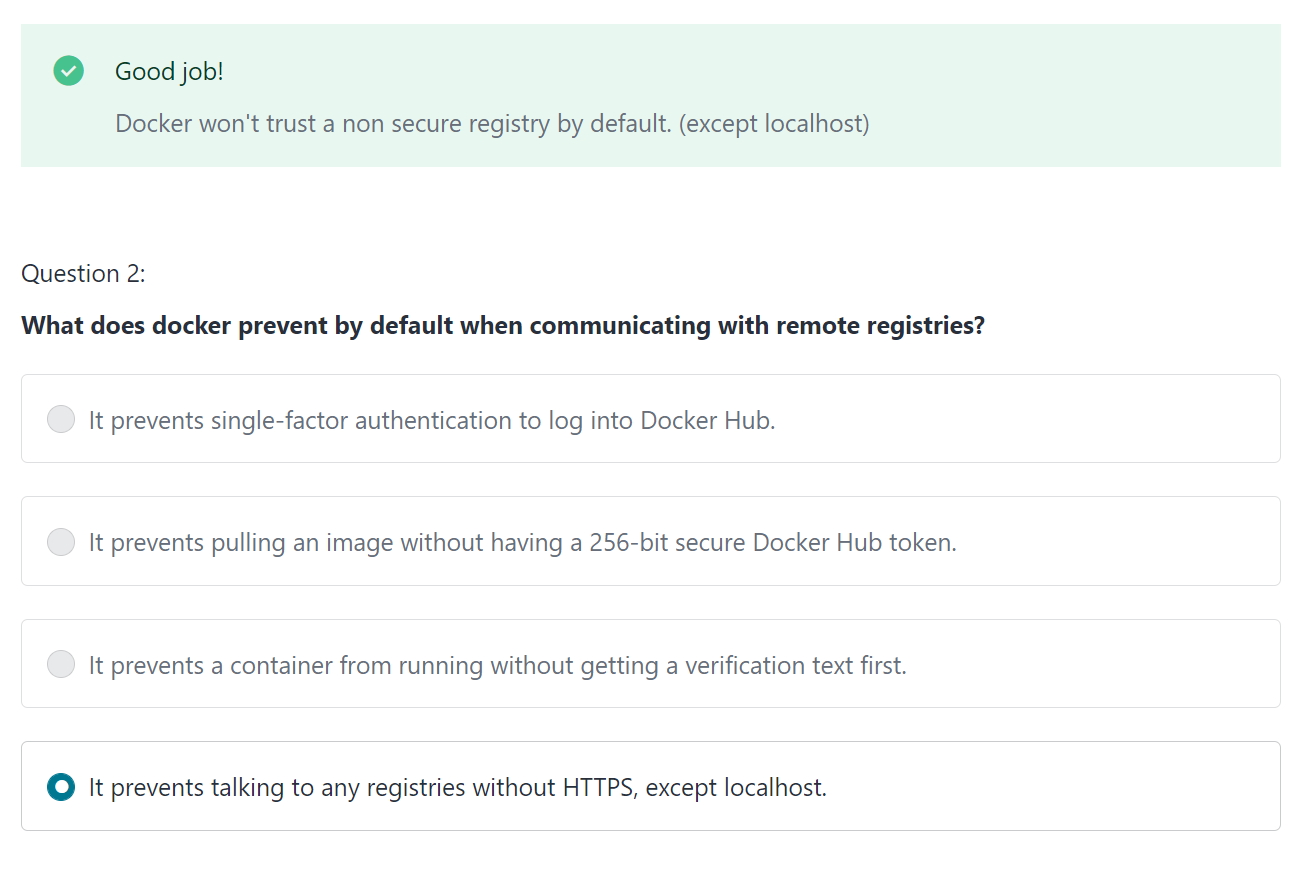 Good job!
Docker won't trust a non secure registry by default. (except localhost)
Question 2:
What does docker prevent by default when communicating with remote registries?
It prevents single-factor authentication to log into Docker Hub.
It prevents pulling an image without having a 256-bit secure Docker Hub token.
It prevents a container from running without getting a verification text first.
It prevents talking to any registries without HTTPS, except localhost.